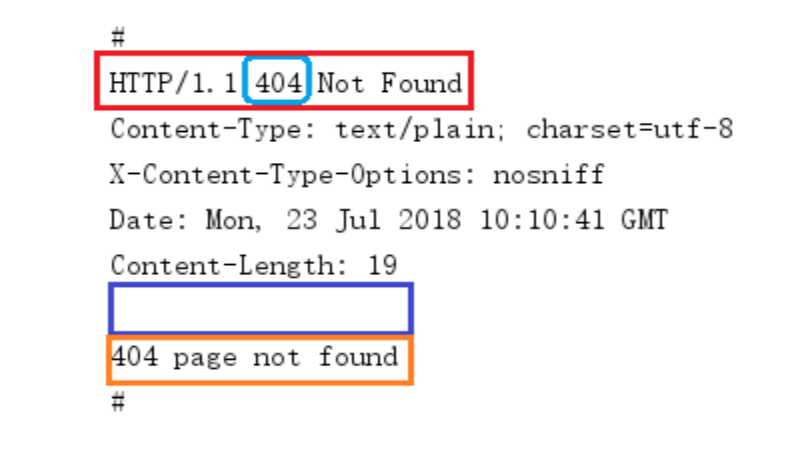 #
HTTP/1.1 404 Not Found
Content-Type: text/plain; charset=utf-8
X-Content-Type-Options: nosniff
Date: Mon, 23 Jul 2018 10:10:41 GMT
Content-Length: 19
404 page not found
#